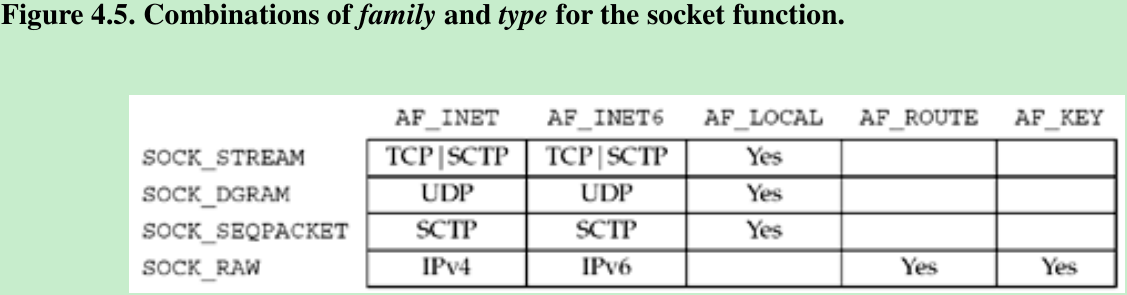 Figure 4.5. Combinations of family and type for the socket function.
AF_INET AF_INET6 AF_LOCAL AF_ROUTE AF_KEY
SOCK_STREAM TCP|SCTP TCP|SCTP Yes
SOCK_DGRAM UDP UDP Yes
SOCK_SEQPACKET SCTP SCTP Yes
SOCK_RAW IPv4 IPv6 Yes Yes